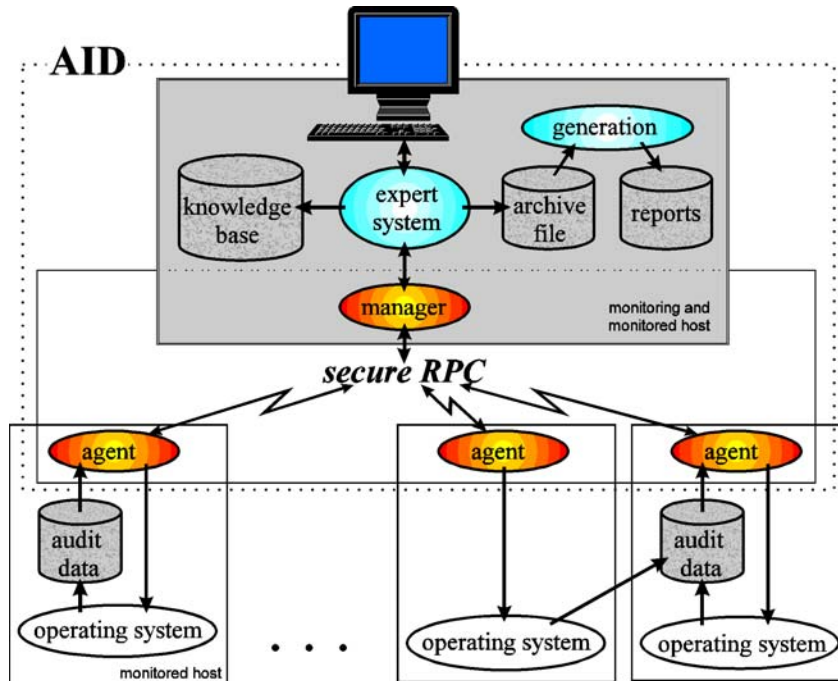 AID
generation
knowledge
base
expert
system
archive
file
reports
manager
monitoring and
monitored host
secure RPC
agent
agent
agent
audit
data
audit
data
operating system
operating system
operating system
monitored host
. . .